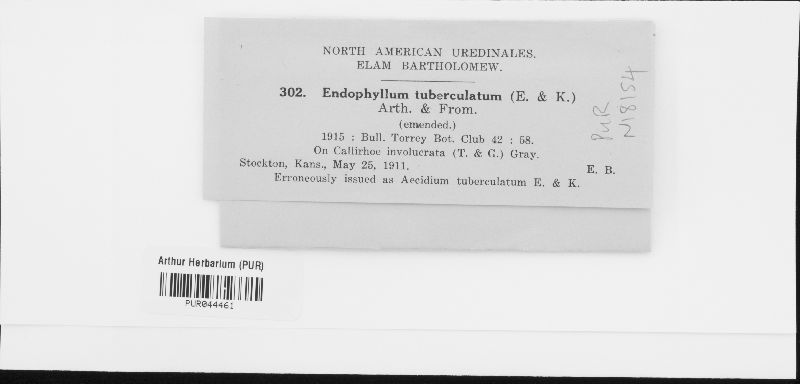 NORTH AMERICAN UREDINALES.
ELAM BARTHOLOMEW.
302. Endophyllum tuberculatum (E. & K.)
Arth. & From.
(emended.)
1915 : Bull. Torrey Bot. Club 42 : 58.
On Callirhoe involucrata (T. & G.) Gray.
Stockton, Kans., May 25, 1911. E. B.
Erroneously issued as Aecidium tuberculatum E. & K.
PUR
N18154
Arthur Herbarium (PUR)
PUR044461